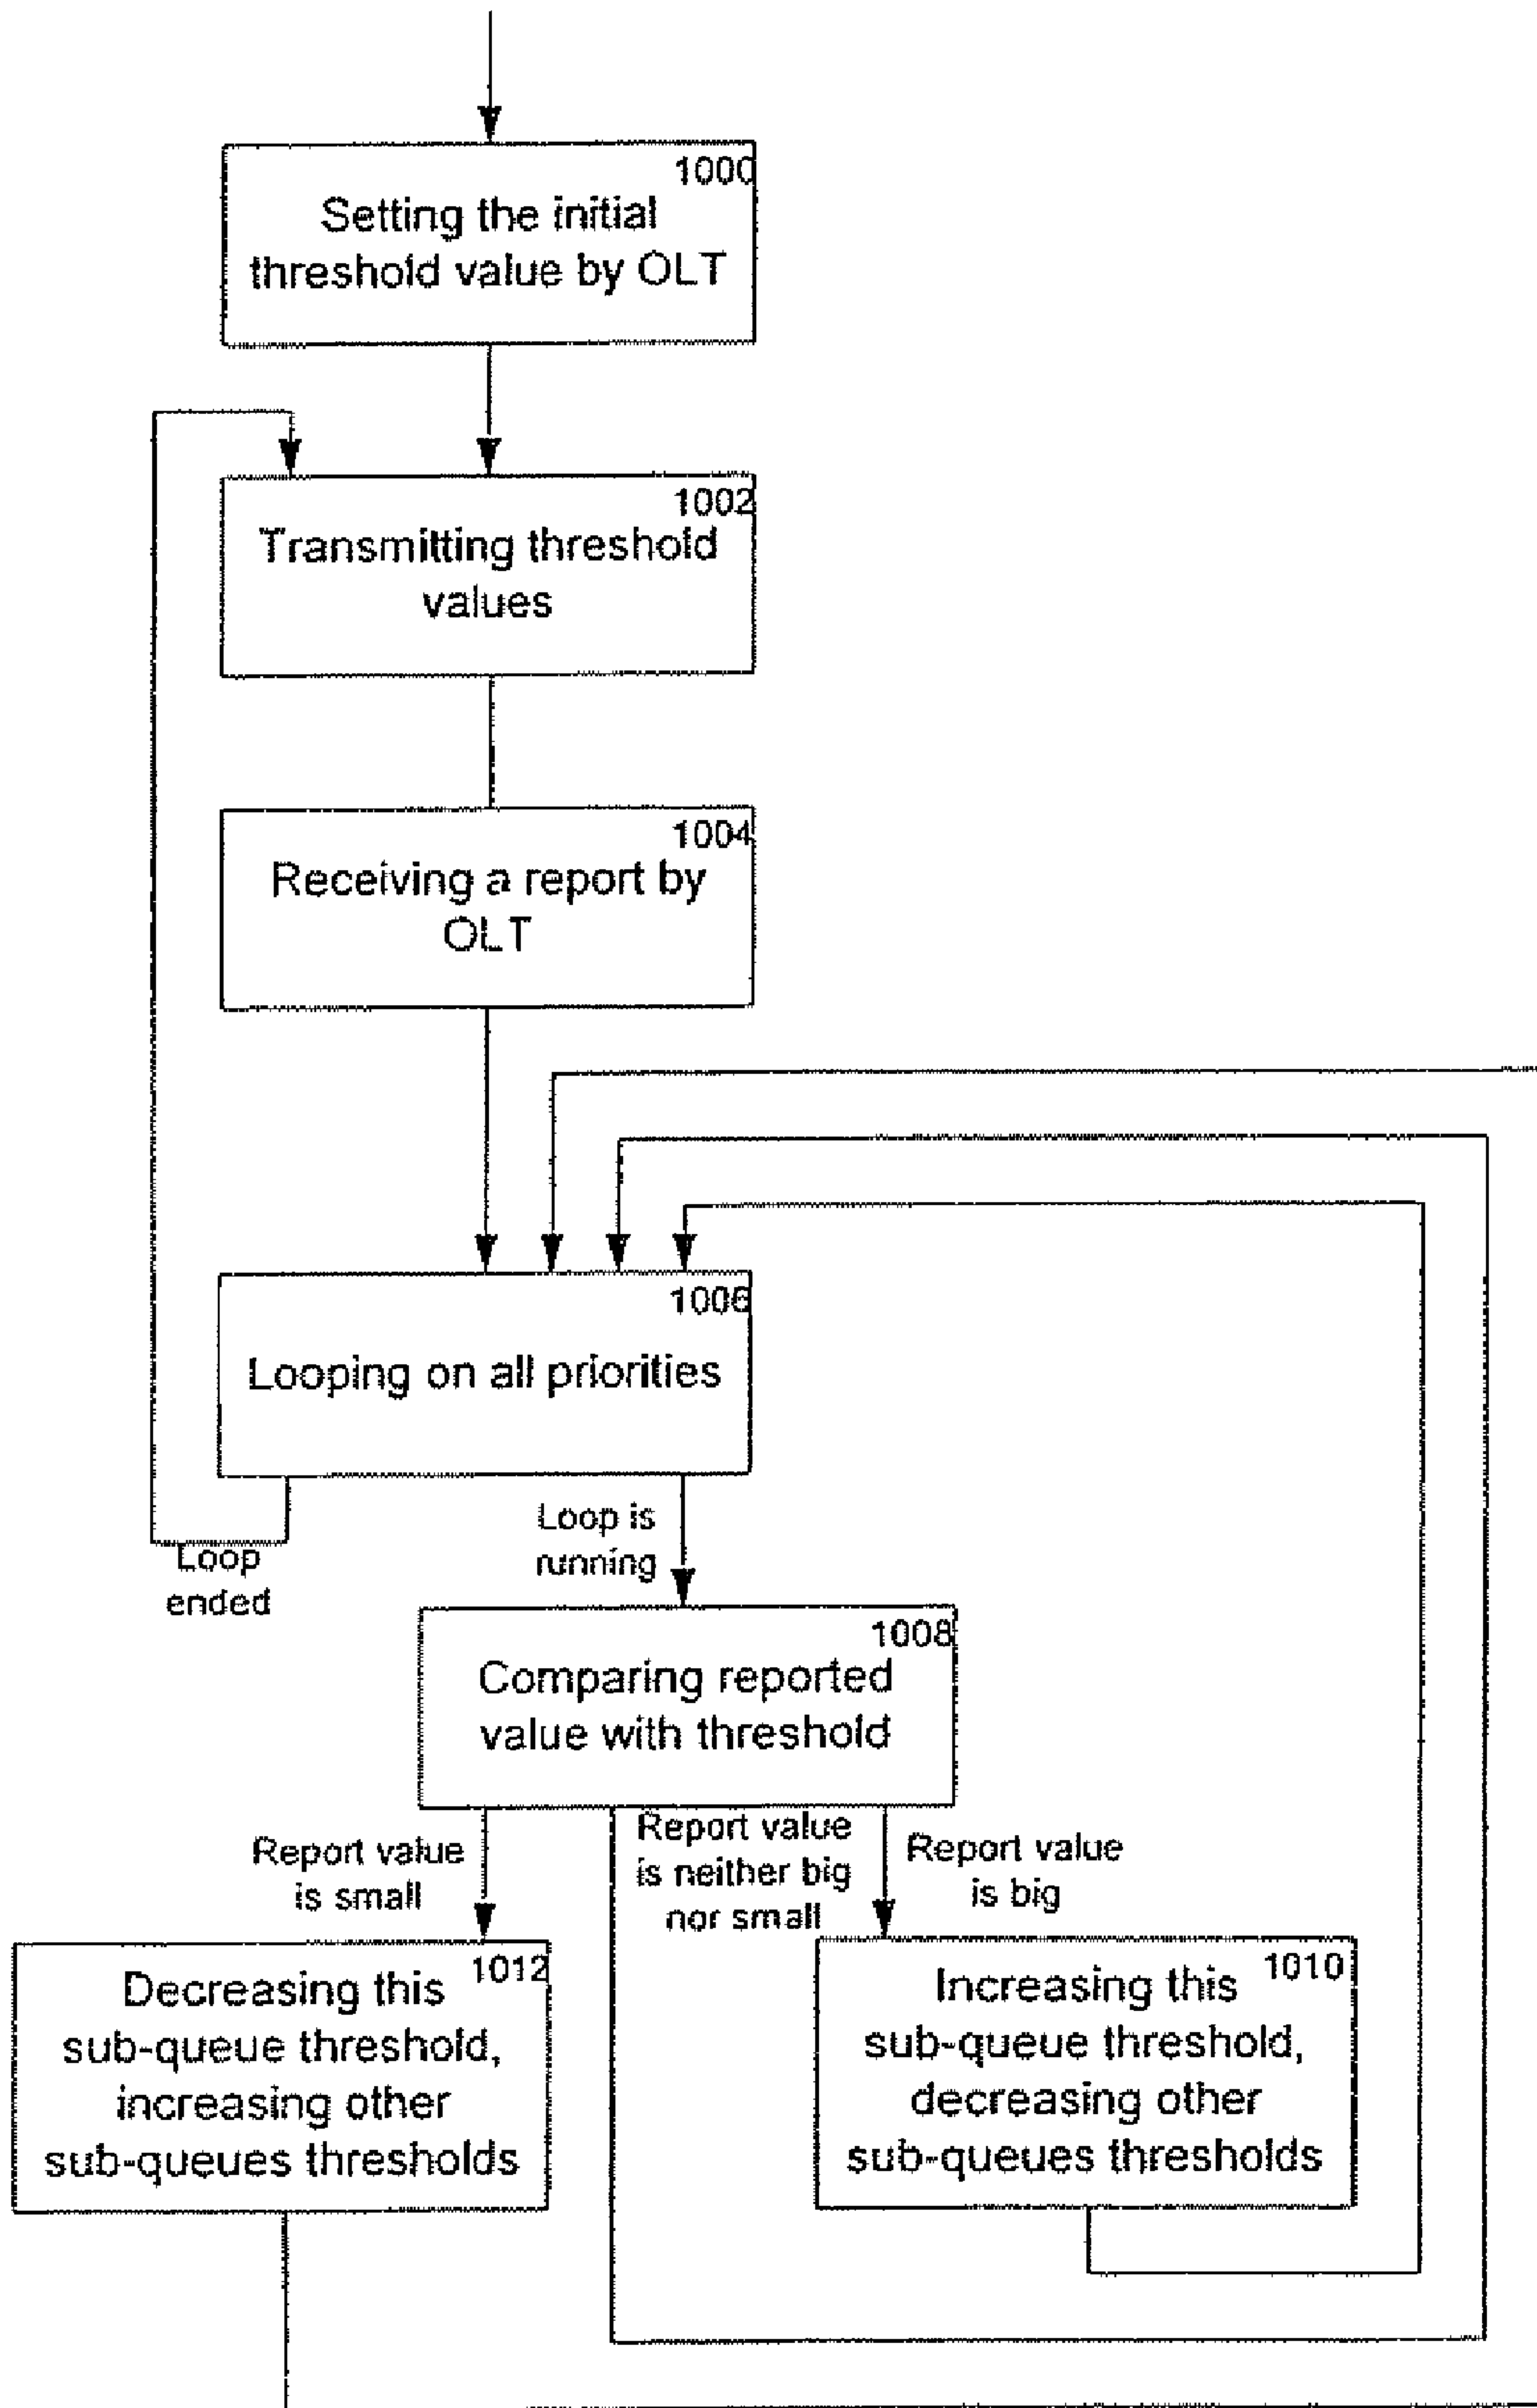 1000
Setting the initial
threshold value by OLT
1002
Transmitting threshold
values
1004
Receiving a report by
OLT
1006
Looping on all priorities
Loop is
running
Loop
ended
1008
Comparing reported
value with threshold
Report value
is small
Report value
is neither big
nor small
Report value
is big
1012
Decreasing this
sub-queue threshold,
increasing other
sub-queues thresholds
1010
Increasing this
sub-queue threshold,
decreasing other
sub-queues thresholds